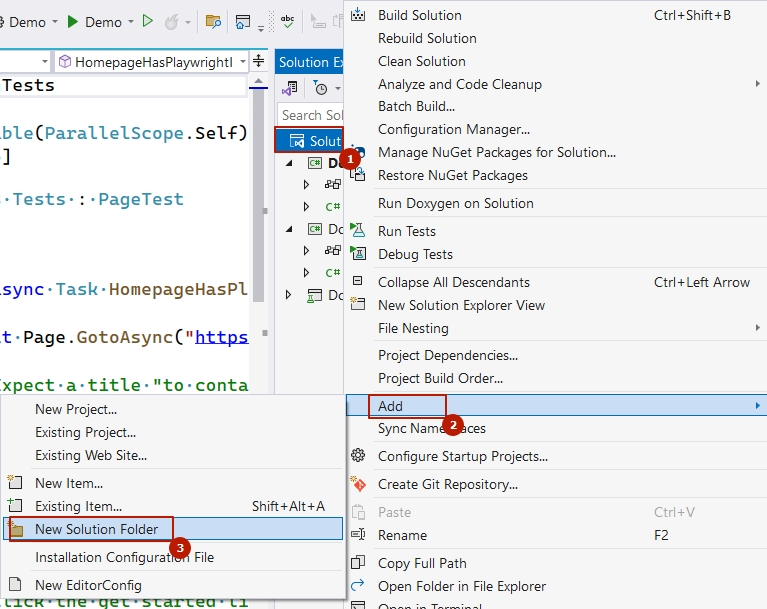 Demo
Demo
HomepageHasPlaywrightI
Tests
ble(ParallelScope.Self)
]
Tests : PageTest
sync Task HomepageHasPl
t Page.GotoAsync("https
Expect a title "to conta
Solution Ex
Search Sol
Solut
1
C#
C#
C#
C#
Build Solution Ctrl+Shift+B
Rebuild Solution
Clean Solution
Analyze and Code Cleanup
Batch Build...
Configuration Manager...
Manage NuGet Packages for Solution...
Restore NuGet Packages
Run Doxygen on Solution
Run Tests
Debug Tests
Collapse All Descendants Ctrl+Left Arrow
New Solution Explorer View
File Nesting
Project Dependencies...
Project Build Order...
Add
2
Sync Namespaces
Configure Startup Projects...
Create Git Repository...
Paste Ctrl+V
Rename F2
Copy Full Path
Open Folder in File Explorer
Open in Terminal
New Project...
Existing Project...
Existing Web Site...
New Item...
Existing Item... Shift+Alt+A
New Solution Folder
3
Installation Configuration File
New EditorConfig
lick the get started li